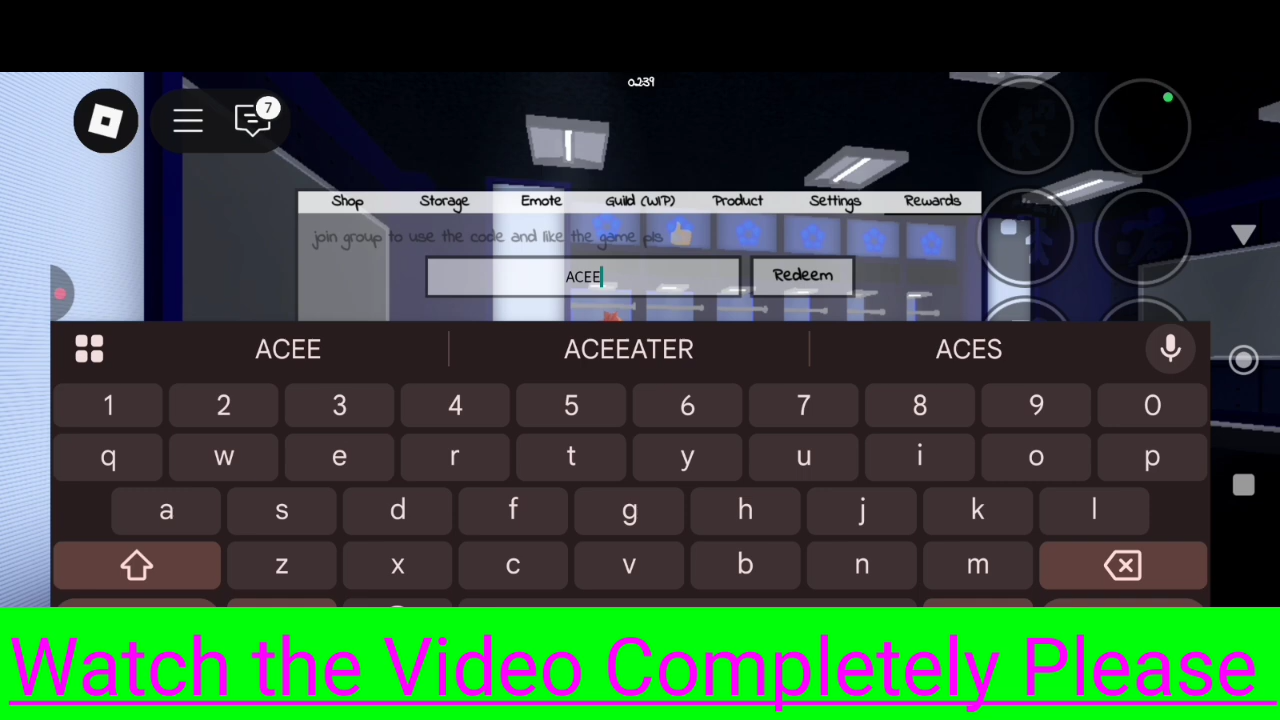 0239
7
Shop Storage Emote Guild (WIP) Product Settings Rewards
join group to use the code and like the game pls 👍
ACEE Redeem
ACEE ACEEATER ACES
1 2 3 4 5 6 7 8 9 0
q w e r t y u i o p
a s d f g h j k l
z x c v b n m
Watch the Video Completely Please